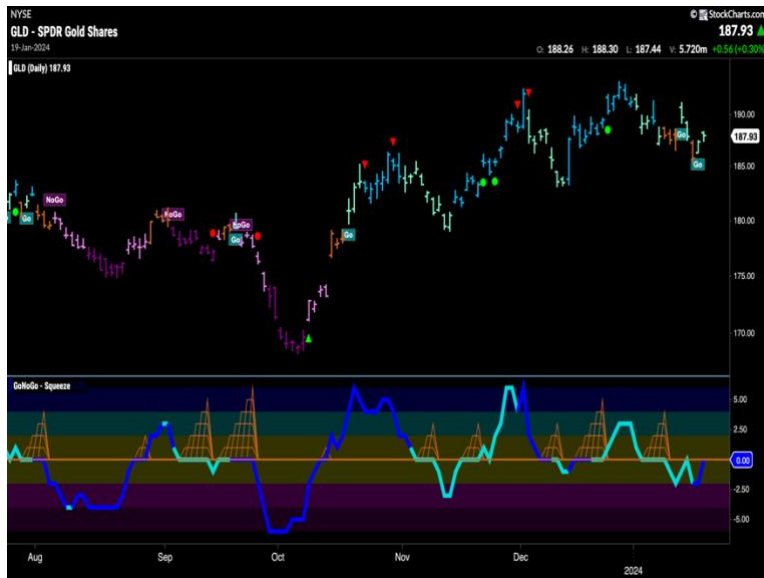 NYSE
© StockCharts.com
GLD - SPDR Gold Shares
187.93
19-Jan-2024
O: 188.26 H: 188.30 L: 187.44 V: 5.720m +0.56 (+0.30%)
GLD (Daily) 187.93
190.00
187.93
Go
185.00
Go
NoGo
NoGo
Go
NoGo
180.00
Go
Go
175.00
170.00
GoNoGo - Squeeze
5.00
2.50
0.00
-2.50
-5.00
Aug Sep Oct Nov Dec 2024